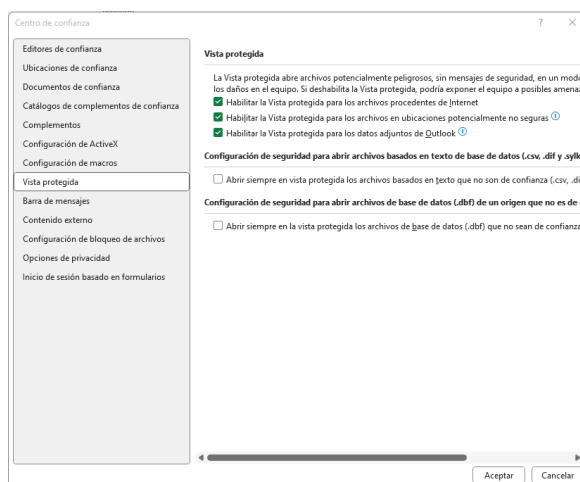 Centro de confianza
Editores de confianza
Ubicaciones de confianza
Documentos de confianza
Catálogos de complementos de confianza
Complementos
Configuración de ActiveX
Configuración de macros
Vista protegida
Barra de mensajes
Contenido externo
Configuración de bloqueo de archivos
Opciones de privacidad
Inicio de sesión basado en formularios
Vista protegida
La Vista protegida abre archivos potencialmente peligrosos, sin mensajes de seguridad, en un mod
los daños en el equipo. Si deshabilita la Vista protegida, podría exponer el equipo a posibles amena
Habilitar la Vista protegida para los archivos procedentes de Internet
Habilitar la Vista protegida para los archivos en ubicaciones potencialmente no seguras
Habilitar la Vista protegida para los datos adjuntos de Outlook
Configuración de seguridad para abrir archivos basados en texto de base de datos (.csv, .dif y .sylk
Abrir siempre en vista protegida los archivos basados en texto que no son de confianza (.csv, .di
Configuración de seguridad para abrir archivos de base de datos (.dbf) de un origen que no es de
Abrir siempre en la vista protegida los archivos de base de datos (.dbf) que no sean de confianza
Aceptar
Cancelar